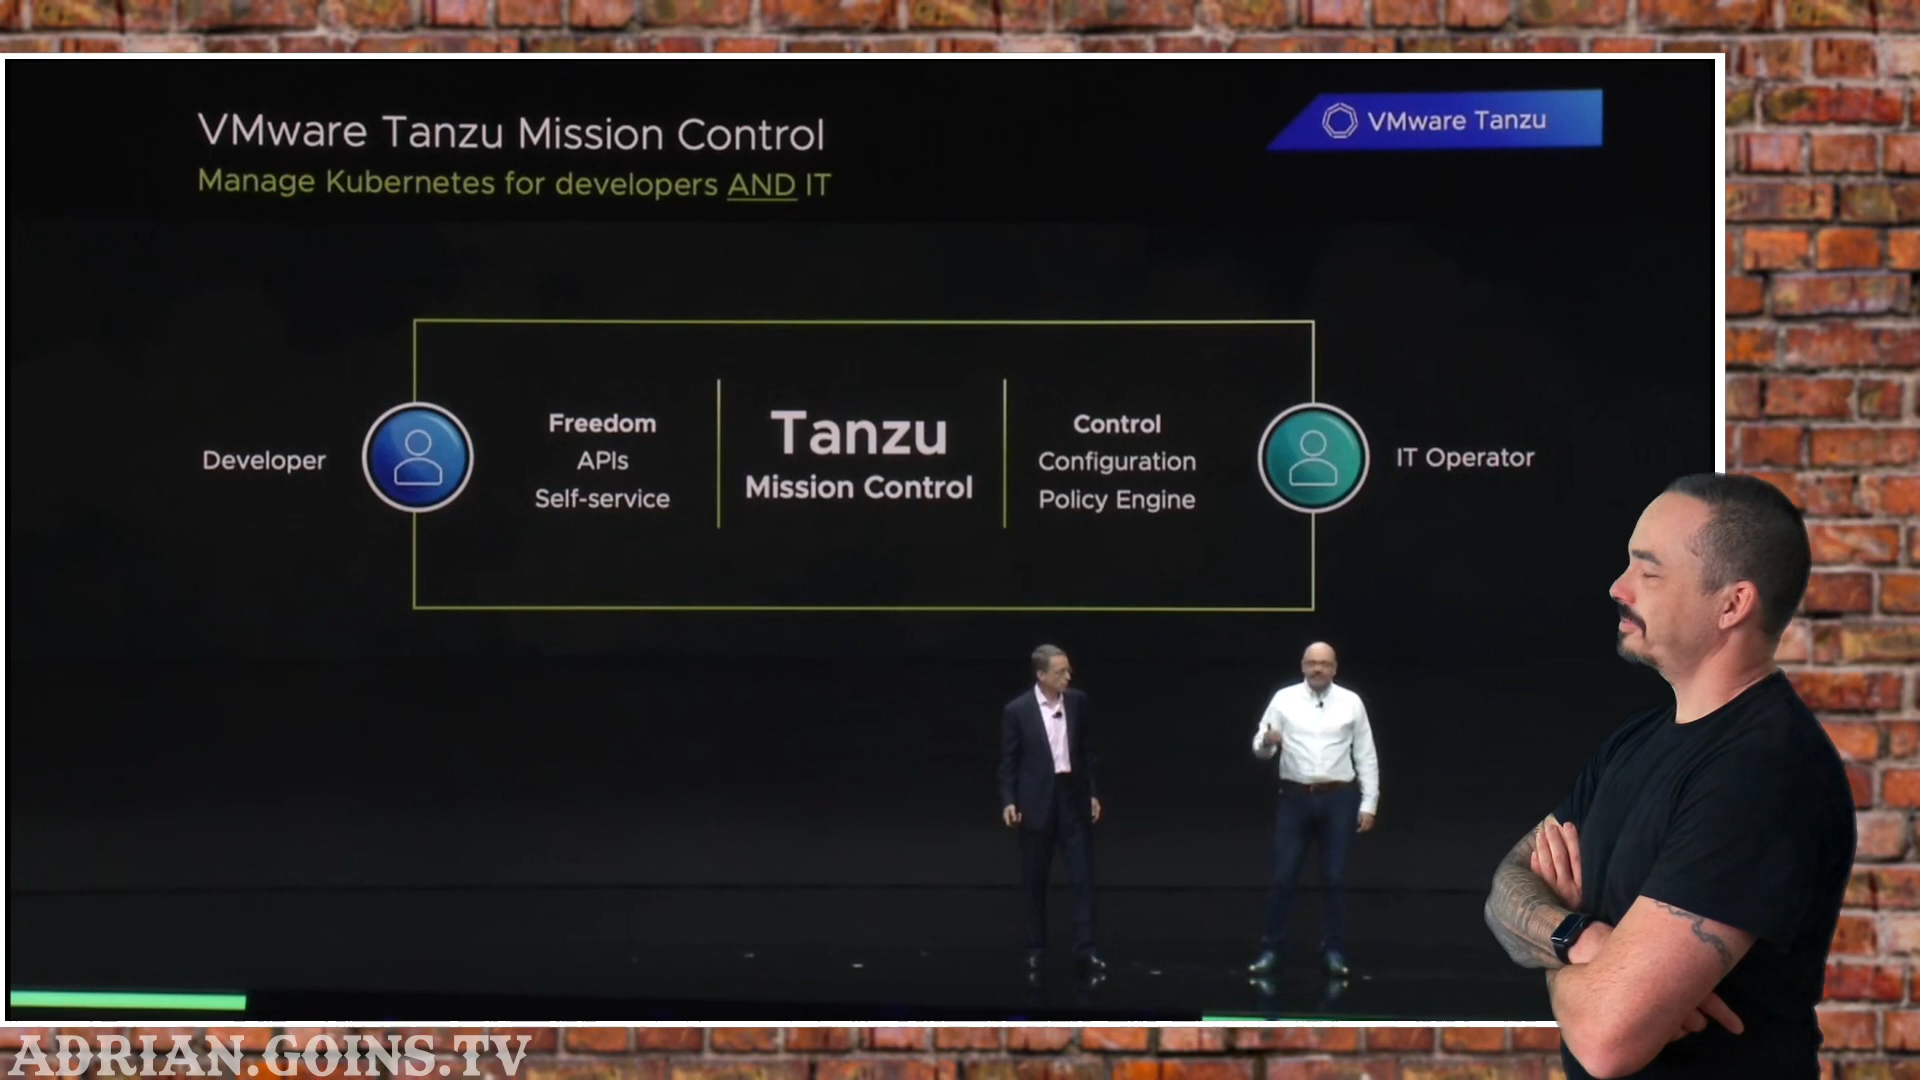 VMware Tanzu Mission Control
Manage Kubernetes for developers AND IT
VMware Tanzu
Developer
Freedom
APIs
Self-service
Tanzu
Mission Control
Control
Configuration
Policy Engine
IT Operator
ADRIAN.GOINS.TV